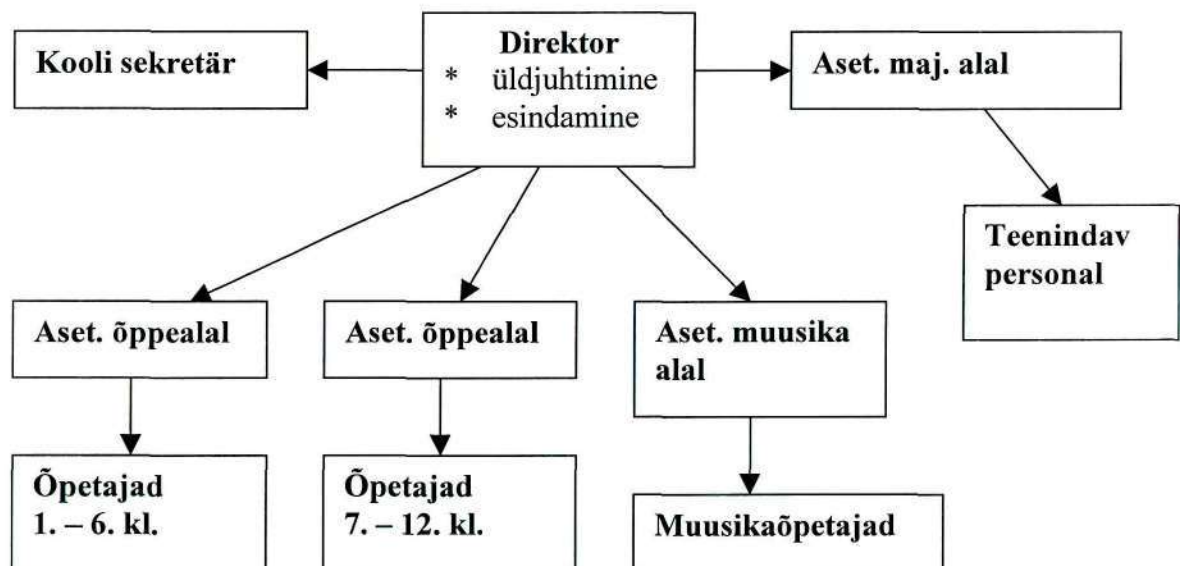 Kooli sekretär
Direktor
* üldjuhtimine
* esindamine
Aset. maj. alal
Teenindav
personal
Aset. õppealal
Aset. õppealal
Aset. muusika
alal
Õpetajad
1. – 6. kl.
Õpetajad
7. – 12. kl.
Muusikaõpetajad